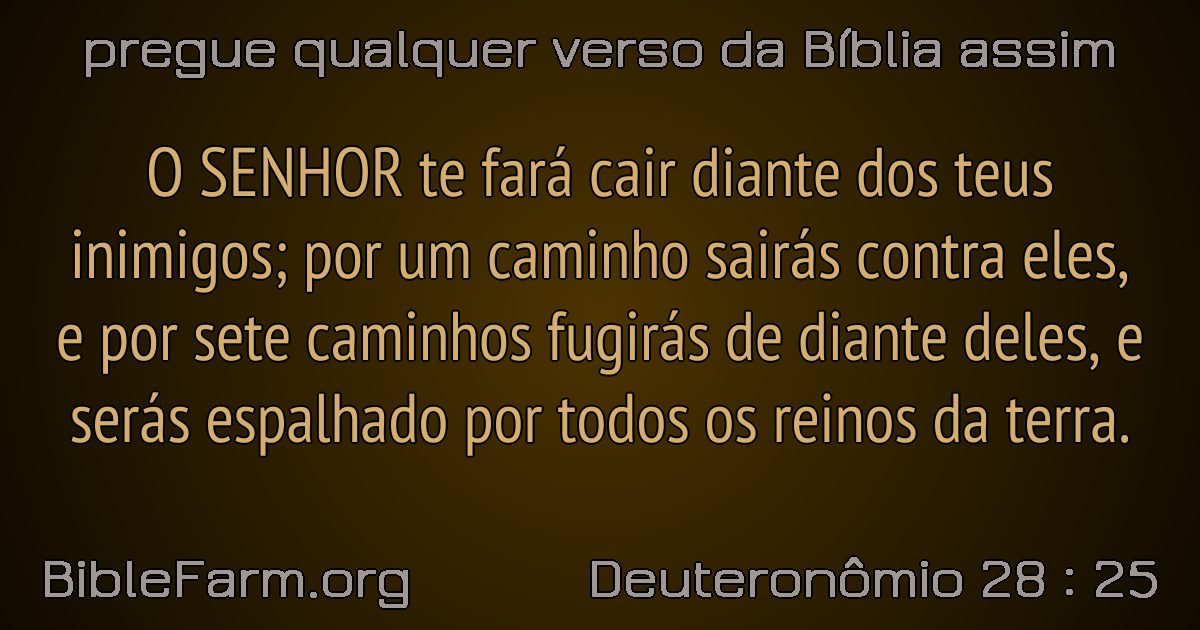 pregue qualquer verso da Bíblia assim
O SENHOR te fará cair diante dos teus
inimigos; por um caminho sairás contra eles,
e por sete caminhos fugirás de diante deles, e
serás espalhado por todos os reinos da terra.
BibleFarm.org
Deuteronômio 28 : 25